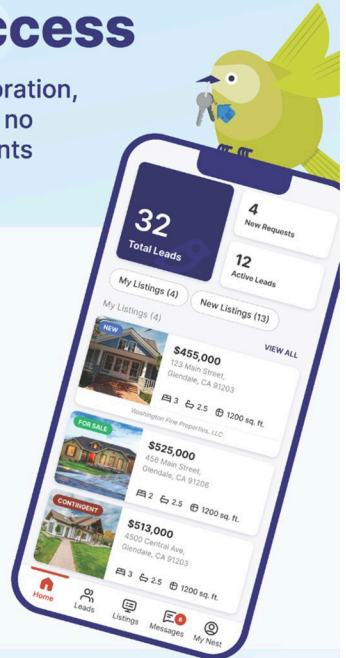 ccess
oration,
no
nts
32
Total Leads
4
New Requests
12
Active Leads
My Listings (4)
New Listings (13)
My Listings (4)
VIEW ALL
NEW
$455,000
123 Main Street,
Glendale, CA 91203
3 2.5 1200 sq. ft.
Washington Fine Properties, LLC
FOR SALE
$525,000
456 Main Street,
Glendale, CA 91206
2 2.5 1200 sq. ft.
CONTINGENT
$513,000
4500 Central Ave,
Glendale, CA 91203
3 2.5 1200 sq. ft.
Home
Leads
Listings
Messages
6
My Nest